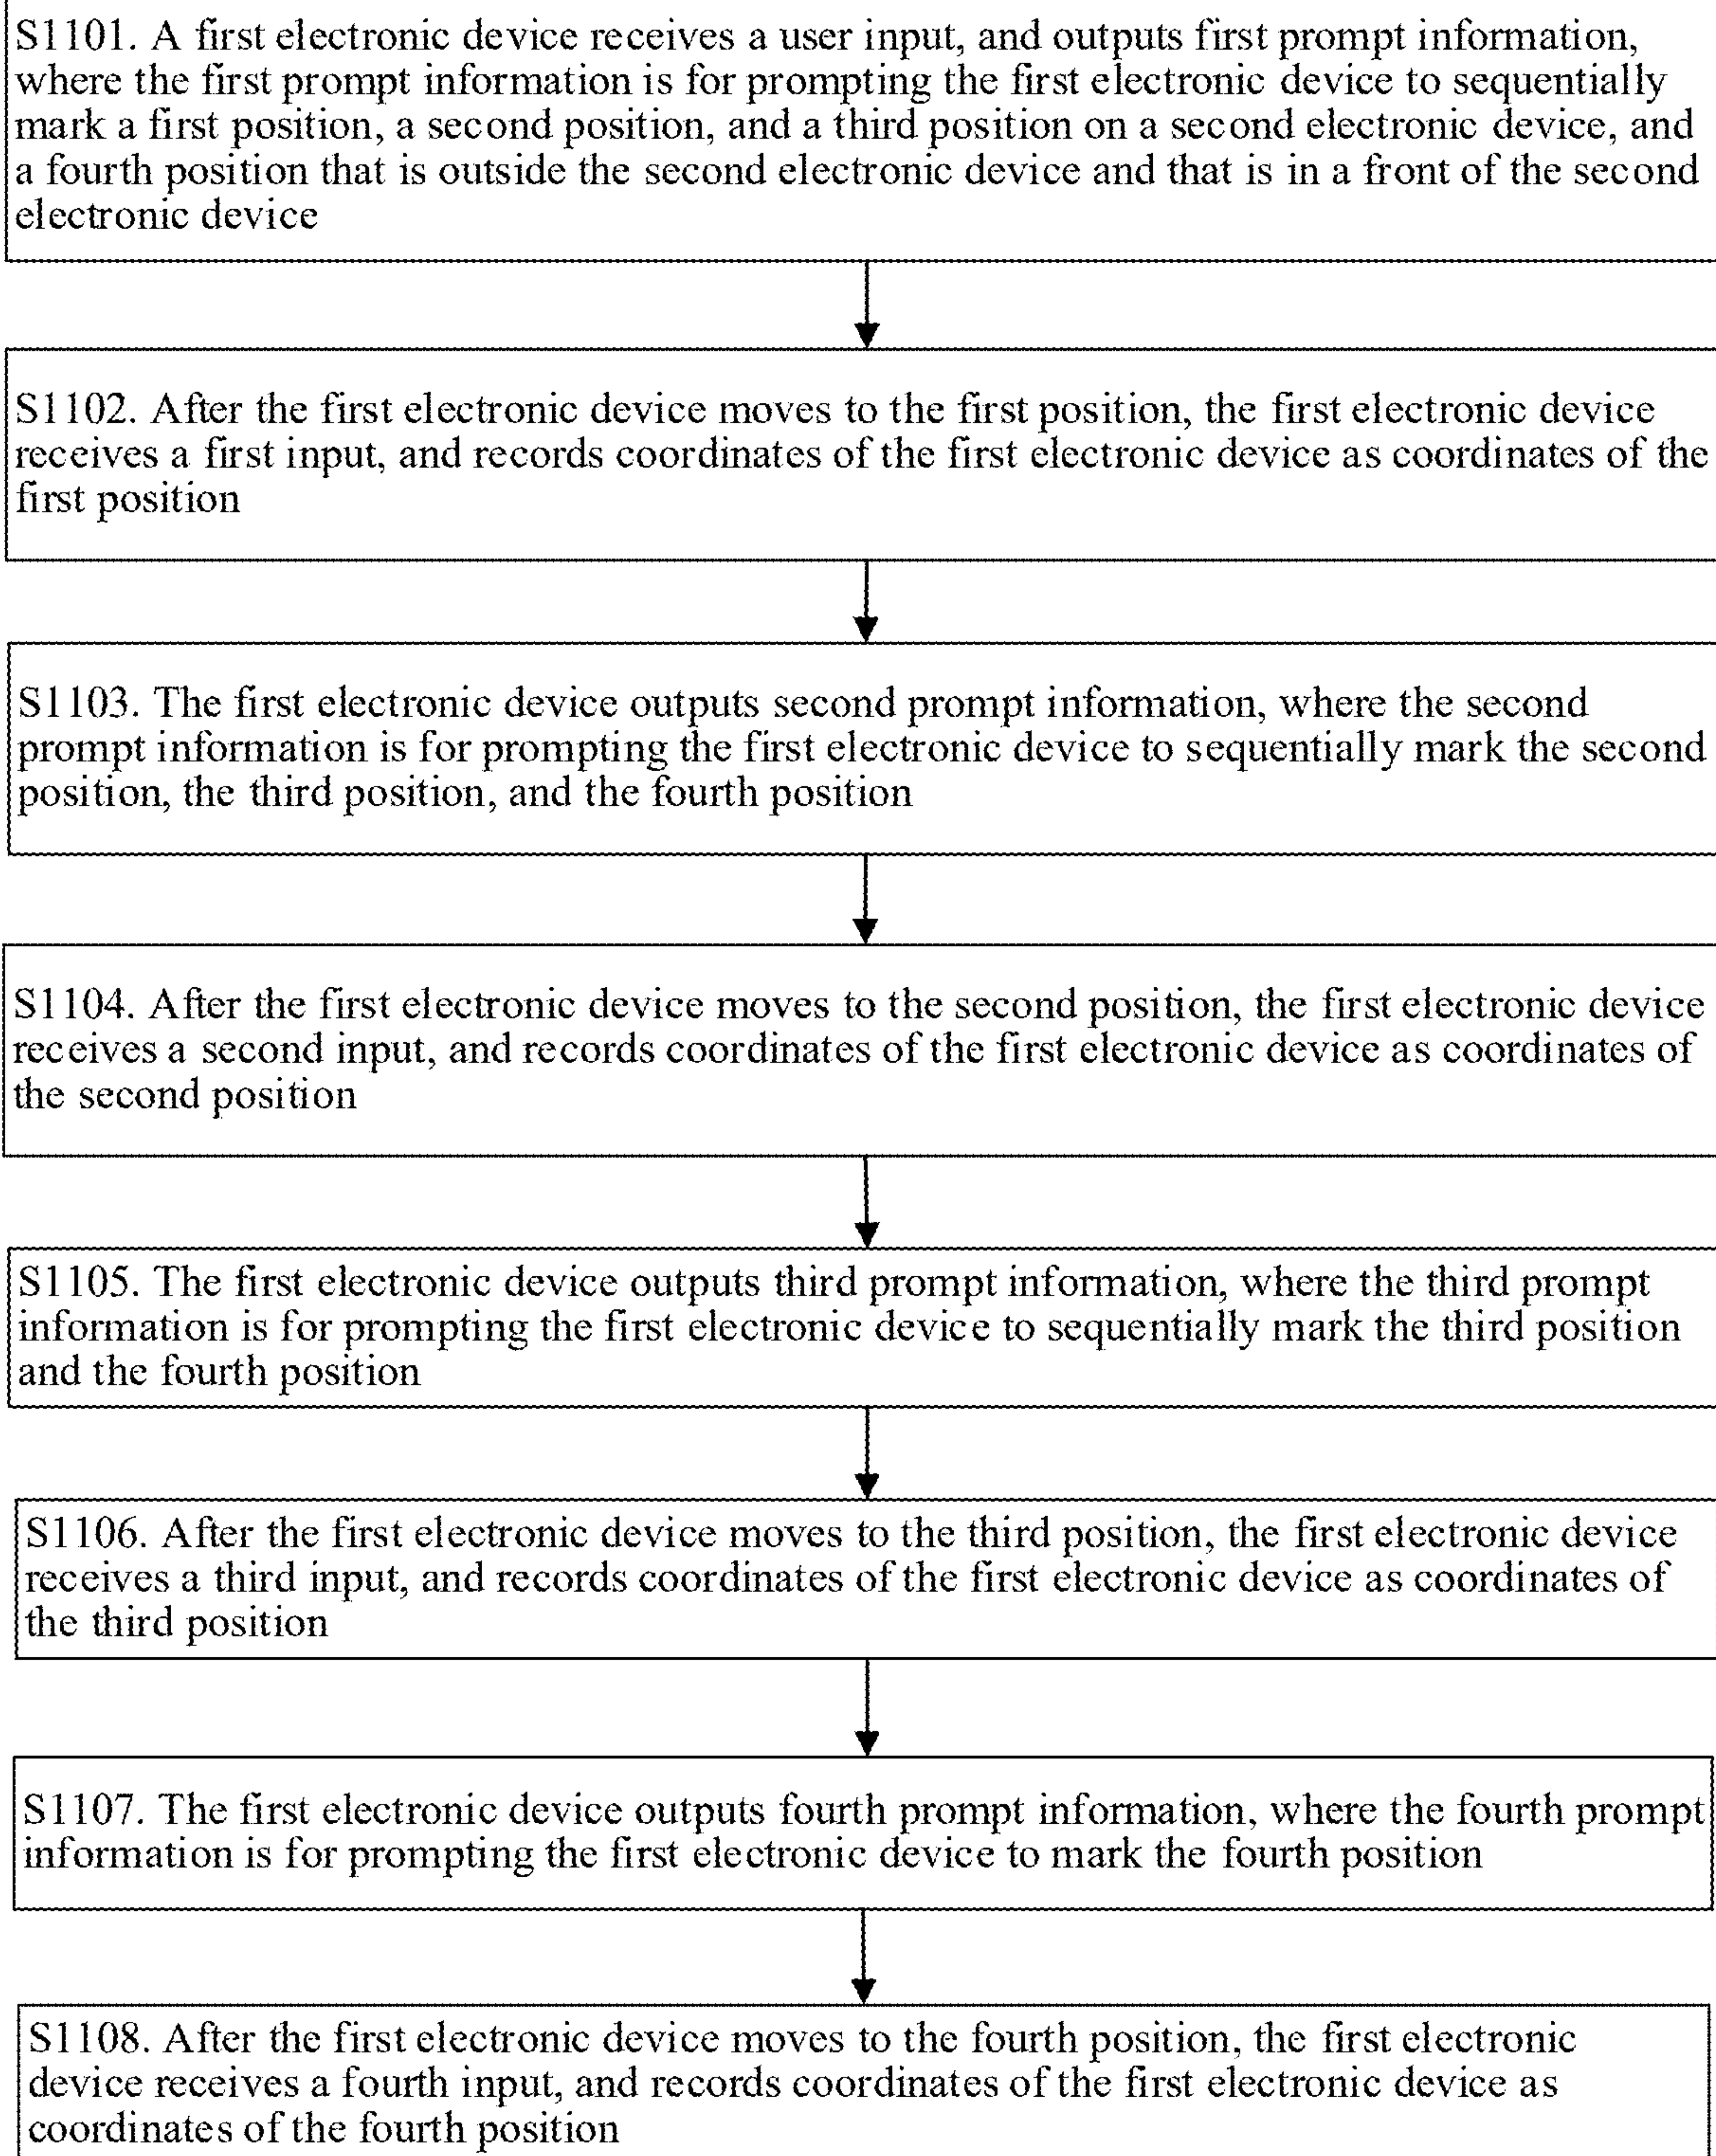 S1101. A first electronic device receives a user input, and outputs first prompt information,
where the first prompt information is for prompting the first electronic device to sequentially
mark a first position, a second position, and a third position on a second electronic device, and
a fourth position that is outside the second electronic device and that is in a front of the second
electronic device
S1102. After the first electronic device moves to the first position, the first electronic device
receives a first input, and records coordinates of the first electronic device as coordinates of the
first position
S1103. The first electronic device outputs second prompt information, where the second
prompt information is for prompting the first electronic device to sequentially mark the second
position, the third position, and the fourth position
S1104. After the first electronic device moves to the second position, the first electronic device
receives a second input, and records coordinates of the first electronic device as coordinates of
the second position
S1105. The first electronic device outputs third prompt information, where the third prompt
information is for prompting the first electronic device to sequentially mark the third position
and the fourth position
S1106. After the first electronic device moves to the third position, the first electronic device
receives a third input, and records coordinates of the first electronic device as coordinates of
the third position
S1107. The first electronic device outputs fourth prompt information, where the fourth prompt
information is for prompting the first electronic device to mark the fourth position
S1108. After the first electronic device moves to the fourth position, the first electronic
device receives a fourth input, and records coordinates of the first electronic device as
coordinates of the fourth position